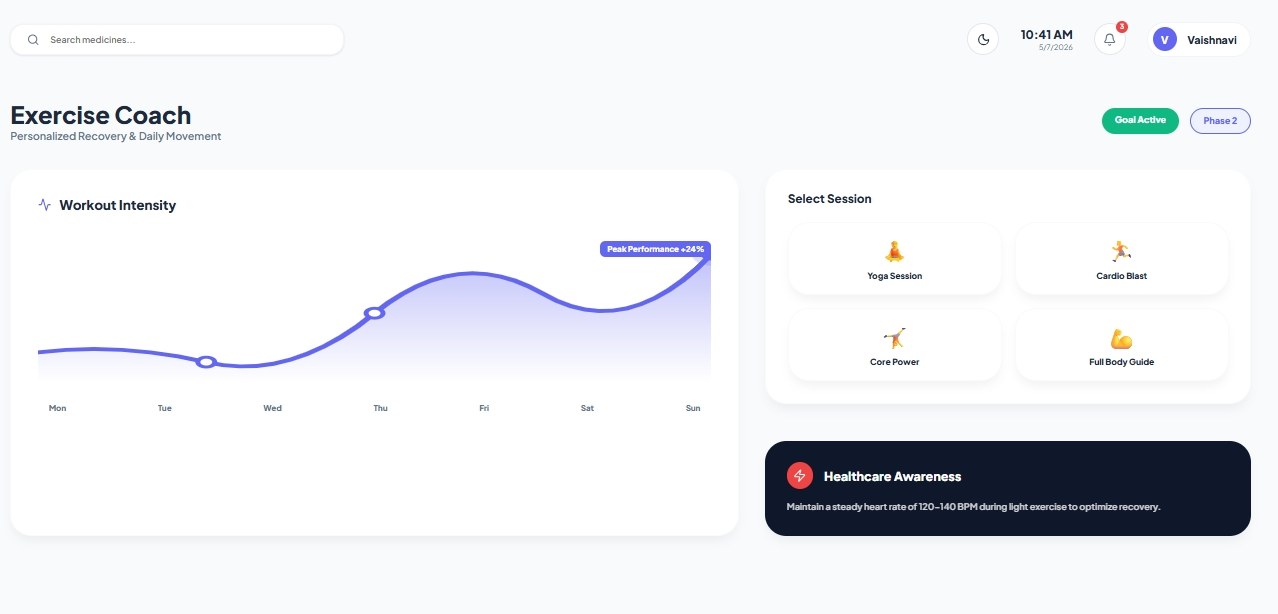 Search medicines...
10:41 AM
5/7/2026
3
V
Vaishnavi
Exercise Coach
Personalized Recovery & Daily Movement
Goal Active
Phase 2
Workout Intensity
Peak Performance +24%
Mon Tue Wed Thu Fri Sat Sun
Select Session
Yoga Session
Cardio Blast
Core Power
Full Body Guide
Healthcare Awareness
Maintain a steady heart rate of 120–140 BPM during light exercise to optimize recovery.